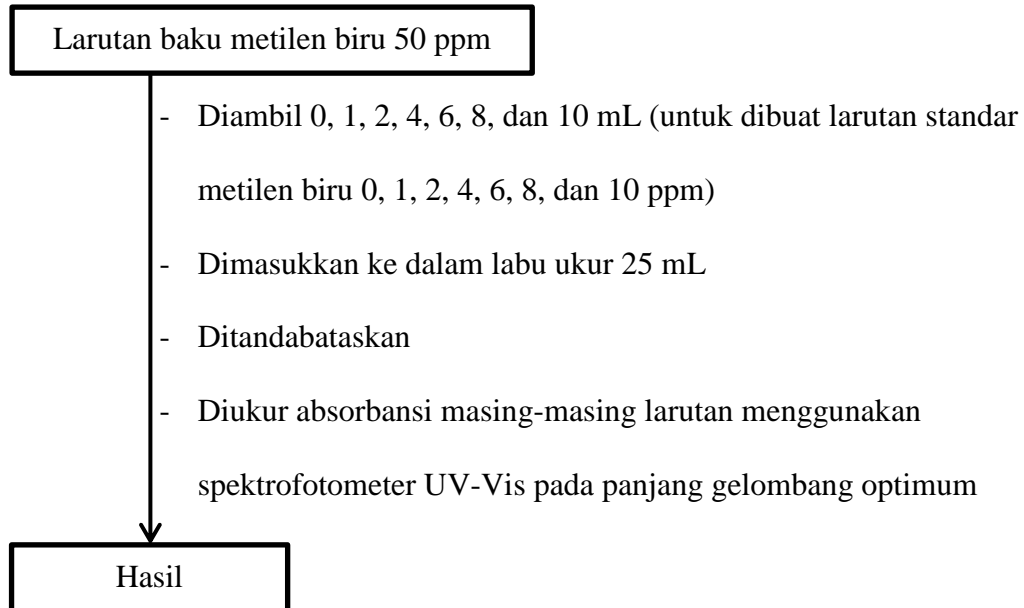 Larutan baku metilen biru 50 ppm
- Diambil 0, 1, 2, 4, 6, 8, dan 10 mL (untuk dibuat larutan standar
metilen biru 0, 1, 2, 4, 6, 8, dan 10 ppm)
- Dimasukkan ke dalam labu ukur 25 mL
- Ditandabataskan
- Diukur absorbansi masing-masing larutan menggunakan
spektrofotometer UV-Vis pada panjang gelombang optimum
Hasil